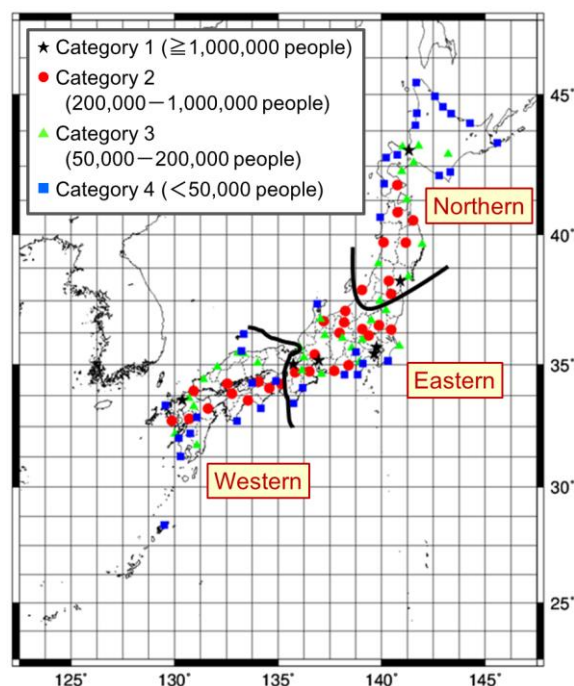 Category 1 (≧1,000,000 people)
Category 2
(200,000－1,000,000 people)
Category 3
(50,000－200,000 people)
Category 4 (<50,000 people)
45°
Northern
40°
35°
Eastern
Western
30°
25°
125° 130° 135° 140° 145°